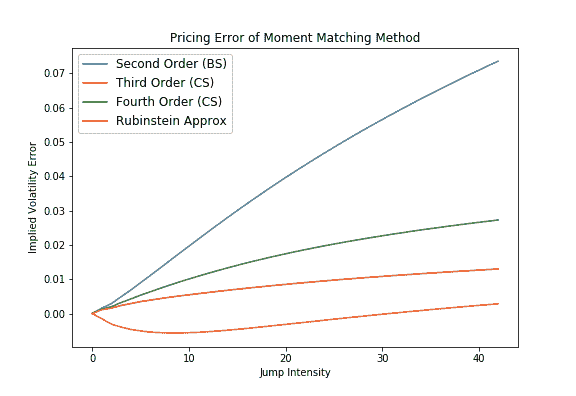 Pricing Error of Moment Matching Method
Second Order (BS)
Third Order (CS)
Fourth Order (CS)
Rubinstein Approx
Implied Volatility Error
0.07
0.06
0.05
0.04
0.03
0.02
0.01
0.00
0 10 20 30 40
Jump Intensity